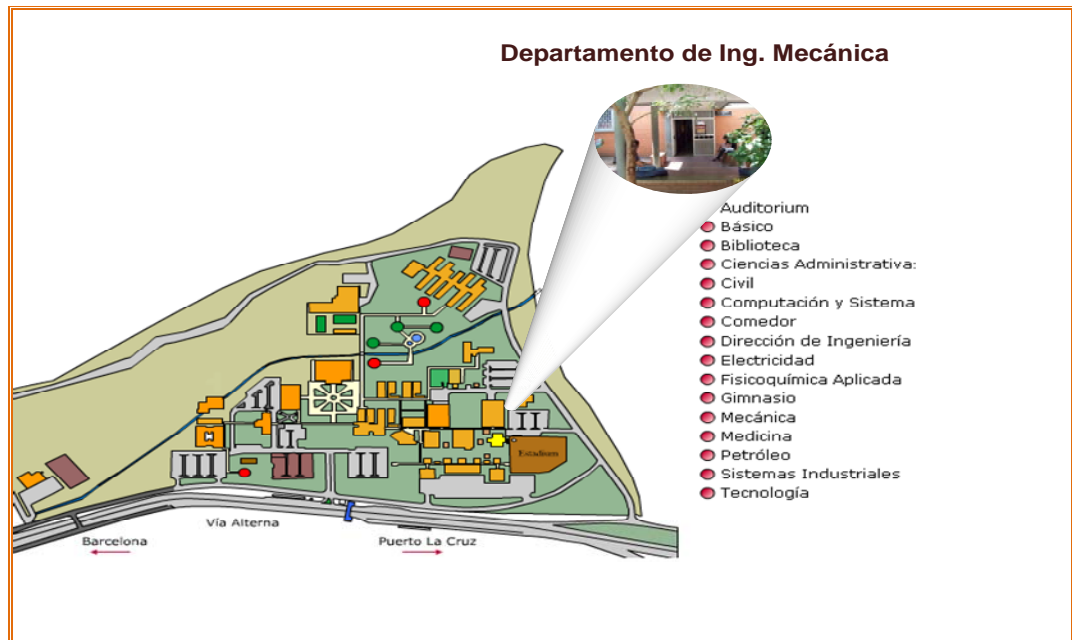 Departamento de Ing. Mecánica
Auditorium
Básico
Biblioteca
Ciencias Administrativa:
Civil
Computación y Sistema
Comedor
Dirección de Ingeniería
Electricidad
Fisicoquímica Aplicada
Gimnasio
Mecánica
Medicina
Petróleo
Sistemas Industriales
Tecnología
Estadium
Vía Alterna
Barcelona
Puerto La Cruz